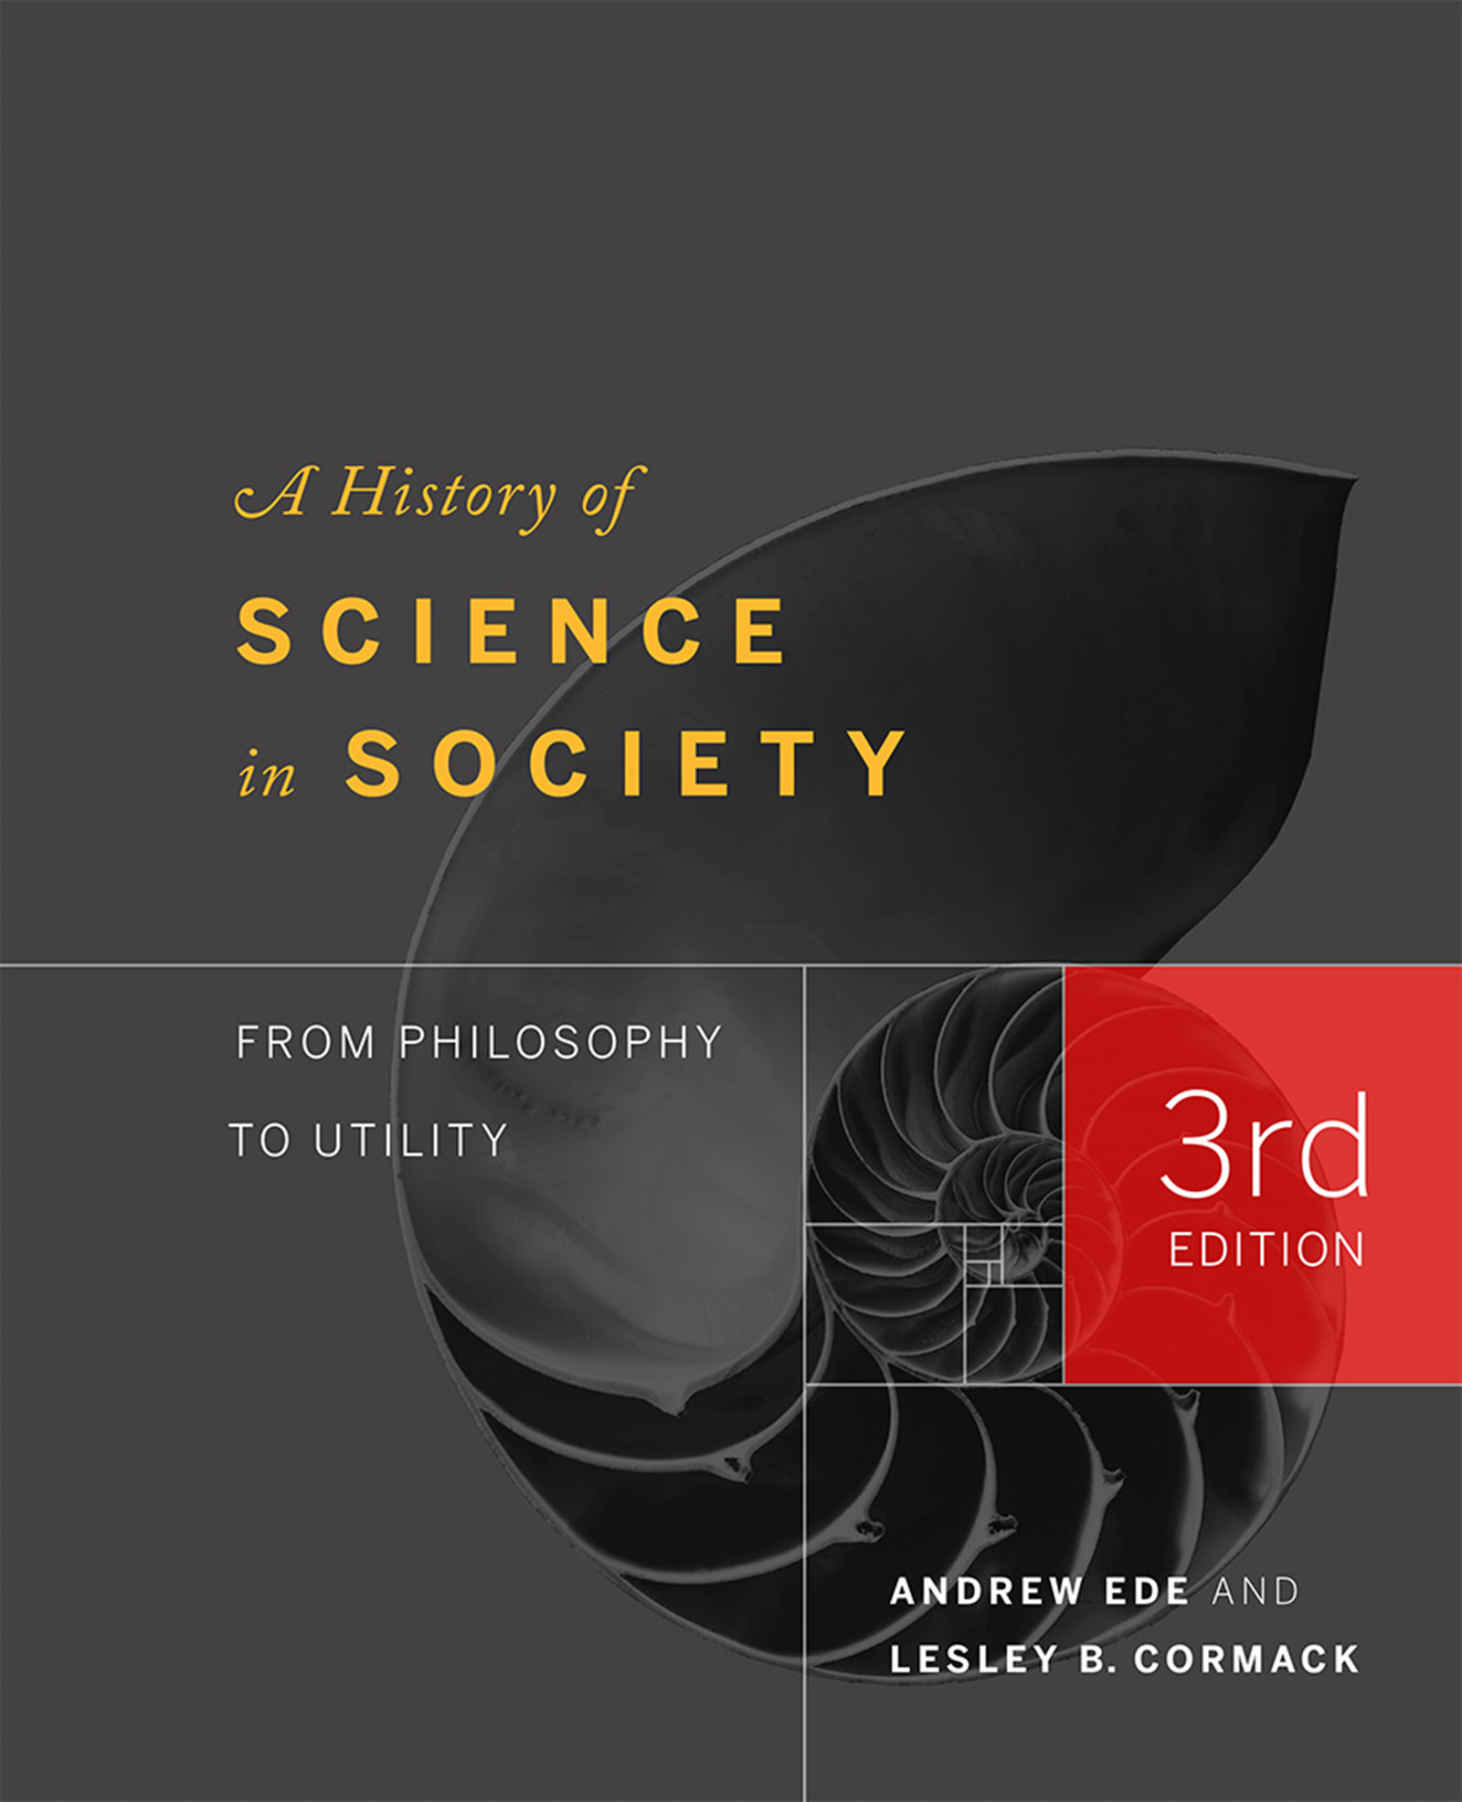 A History of
SCIENCE
in SOCIETY
FROM PHILOSOPHY
TO UTILITY
3rd
EDITION
ANDREW EDE AND
LESLEY B. CORMACK